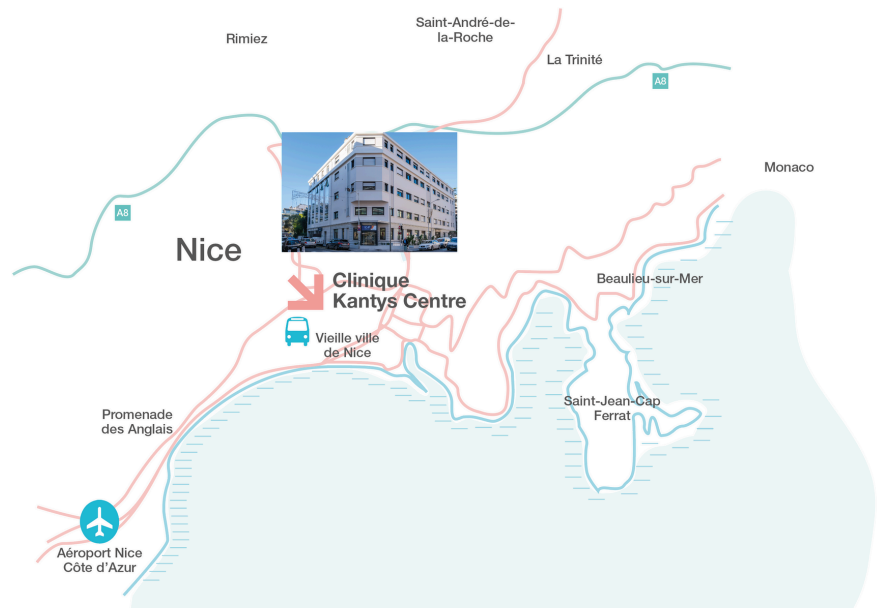 Saint-André-de-
la-Roche
Rimiez
La Trinité
A8
Monaco
A8
Nice
Clinique
Kantys Centre
Beaulieu-sur-Mer
Vieille ville
de Nice
Saint-Jean-Cap
Ferrat
Promenade
des Anglais
Aéroport Nice
Côte d’Azur